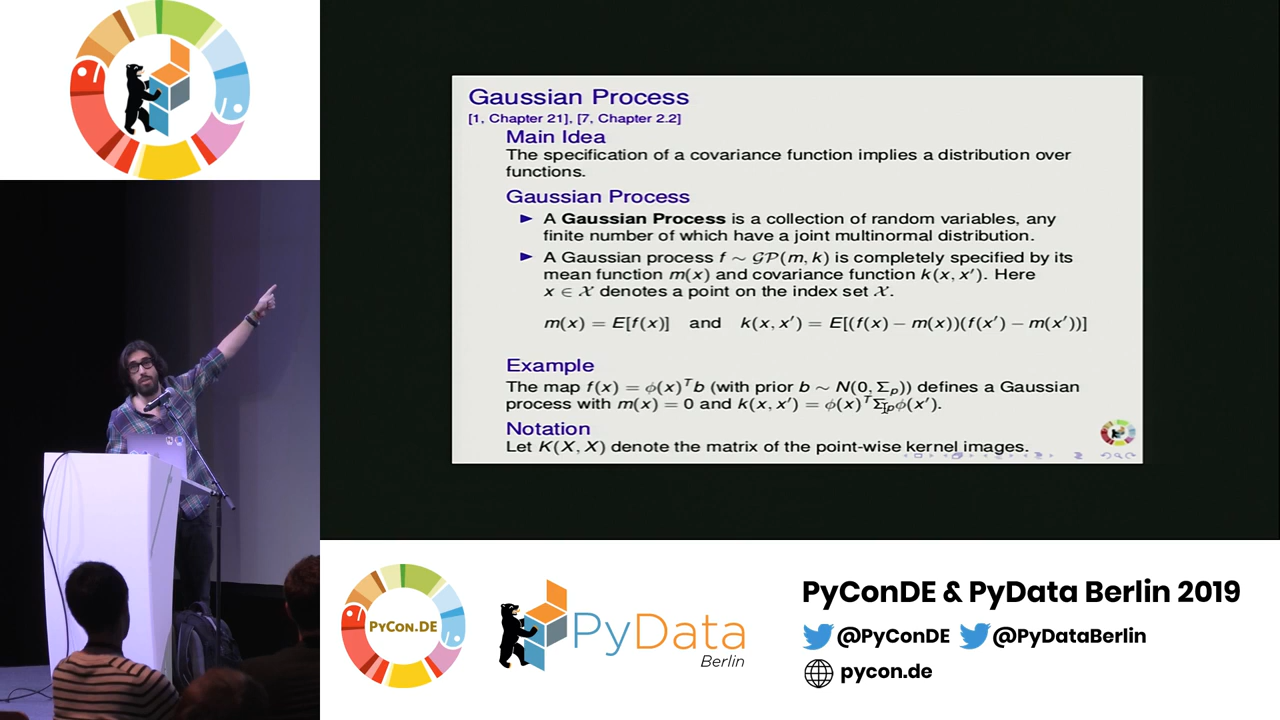 Gaussian Process
[1, Chapter 21], [7, Chapter 2.2]
Main Idea
The specification of a covariance function implies a distribution over
functions.
Gaussian Process
► A Gaussian Process is a collection of random variables, any
finite number of which have a joint multinormal distribution.
► A Gaussian process f ∼ 𝒢𝒫(m, k) is completely specified by its
mean function m(x) and covariance function k(x, x′). Here
x ∈ 𝒳 denotes a point on the index set 𝒳.
m(x) = E[f(x)] and k(x, x′) = E[(f(x) − m(x))(f(x′) − m(x′))]
Example
The map f(x) = ϕ(x)ᵀb (with prior b ∼ N(0, Σₚ)) defines a Gaussian
process with m(x) = 0 and k(x, x′) = ϕ(x)ᵀΣₚϕ(x′).
Notation
Let K(X, X) denote the matrix of the point-wise kernel images.
PYCON.DE
PyData
Berlin
PyConDE & PyData Berlin 2019
@PyConDE @PyDataBerlin
pycon.de